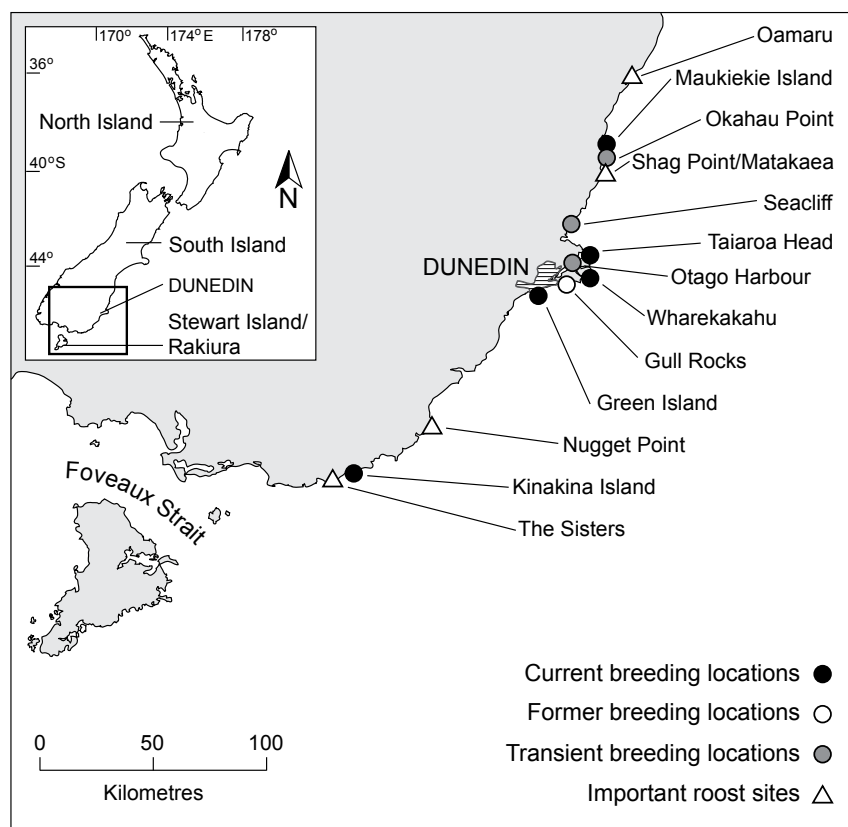 170° 174°E 178°
36°
North Island
40°S
N
South Island
44°
DUNEDIN
Stewart Island/
Rakiura
Oamaru
Maukiekie Island
Okahau Point
Shag Point/Matakaea
Seacliff
Taiaroa Head
DUNEDIN
Otago Harbour
Wharekakahu
Gull Rocks
Green Island
Nugget Point
Kinakina Island
The Sisters
Foveaux Strait
Current breeding locations
Former breeding locations
Transient breeding locations
Important roost sites
0 50 100
Kilometres